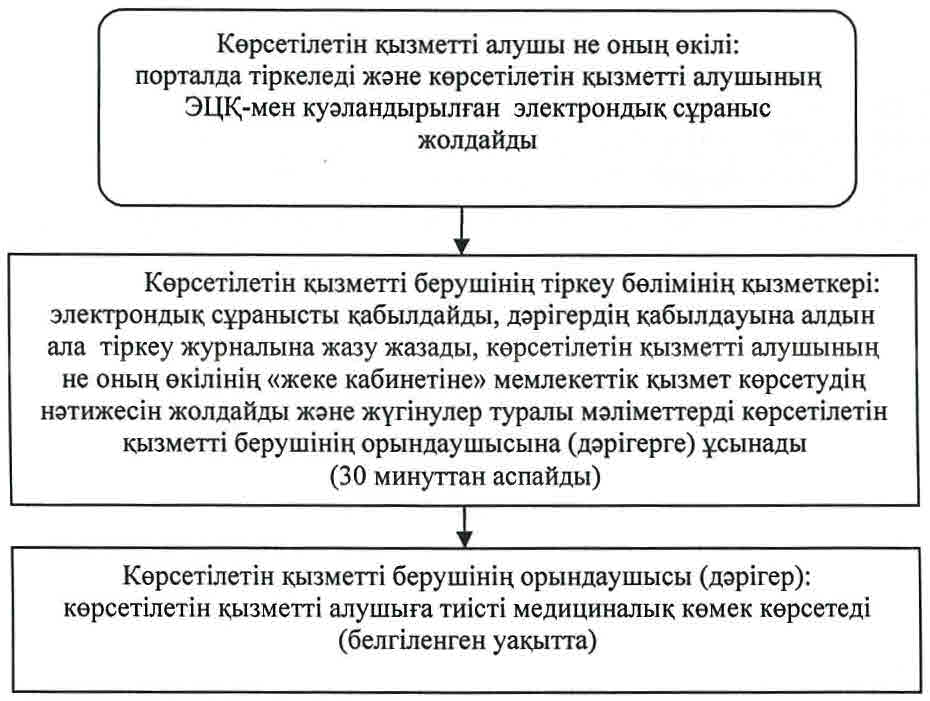 Көрсетілетін қызметті алушы не оның өкілі:
порталда тіркеледі және көрсетілетін қызметті алушының
ЭЦҚ-мен куәландырылған электрондық сұраныс
жолдайды
Көрсетілетін қызметті берушінің тіркеу бөлімінің қызметкері:
электрондық сұранысты қабылдайды, дәрігердің қабылдауына алдын
ала тіркеу журналына жазу жазады, көрсетілетін қызметті алушының
не оның өкілінің «жеке кабинетіне» мемлекеттік қызмет көрсетудің
нәтижесін жолдайды және жүгінулер туралы мәліметтерді көрсетілетін
қызметті берушінің орындаушысына (дәрігерге) ұсынады
(30 минуттан аспайды)
Көрсетілетін қызметті берушінің орындаушысы (дәрігер):
көрсетілетін қызметті алушыға тиісті медициналық көмек көрсетеді
(белгіленген уақытта)